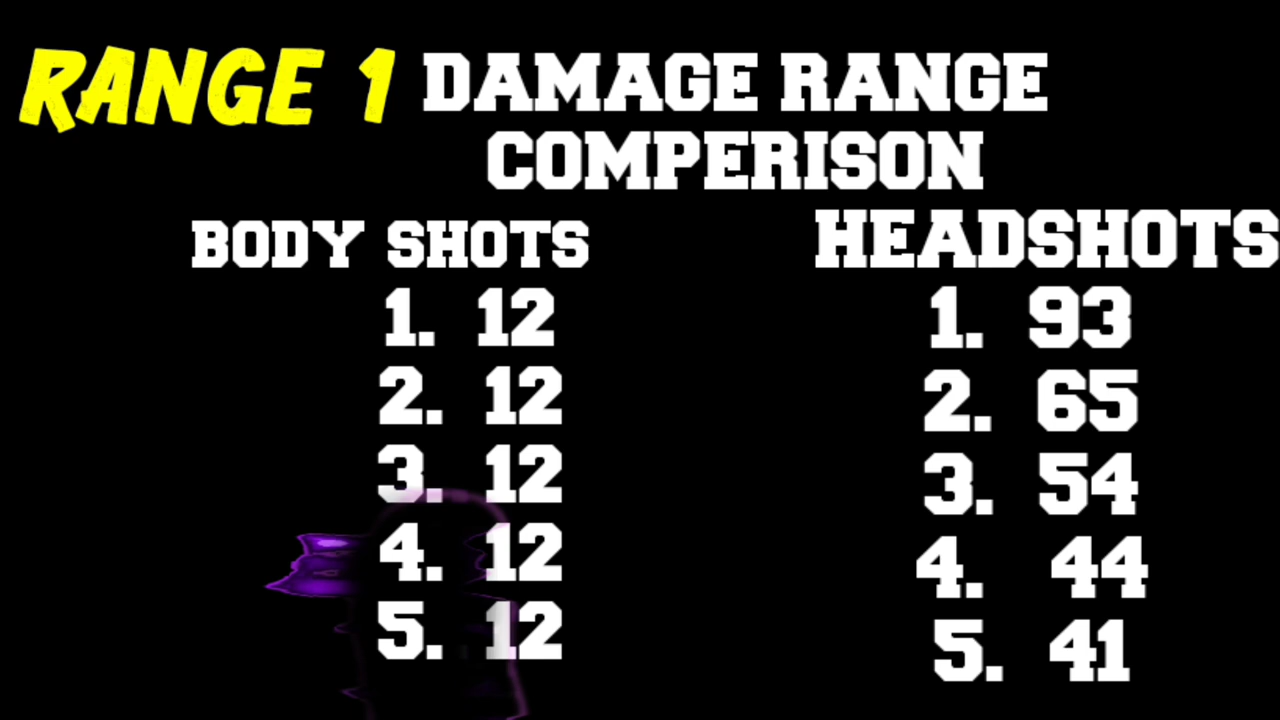 RANGE 1 DAMAGE RANGE
COMPERISON
BODY SHOTS
1. 12
2. 12
3. 12
4. 12
5. 12
HEADSHOTS
1. 93
2. 65
3. 54
4. 44
5. 41